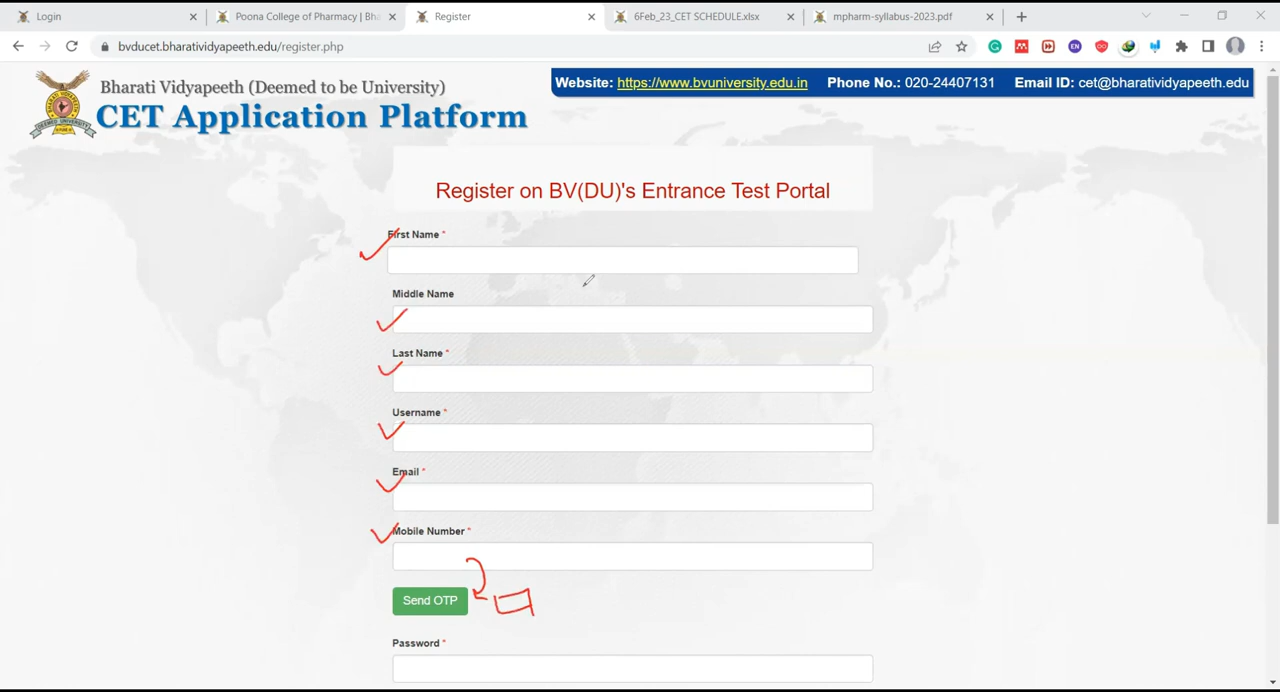 Login
Poona College of Pharmacy | Bha
Register
6Feb_23_CET SCHEDULE.xlsx
mpharm-syllabus-2023.pdf
bvducet.bharatividyapeeth.edu/register.php
EN
Bharati Vidyapeeth (Deemed to be University)
CET Application Platform
Website: https://www.bvuniversity.edu.in Phone No.: 020-24407131 Email ID: cet@bharatividyapeeth.edu
Register on BV(DU)'s Entrance Test Portal
First Name *
Middle Name
Last Name *
Username *
Email *
Mobile Number *
Send OTP
Password *